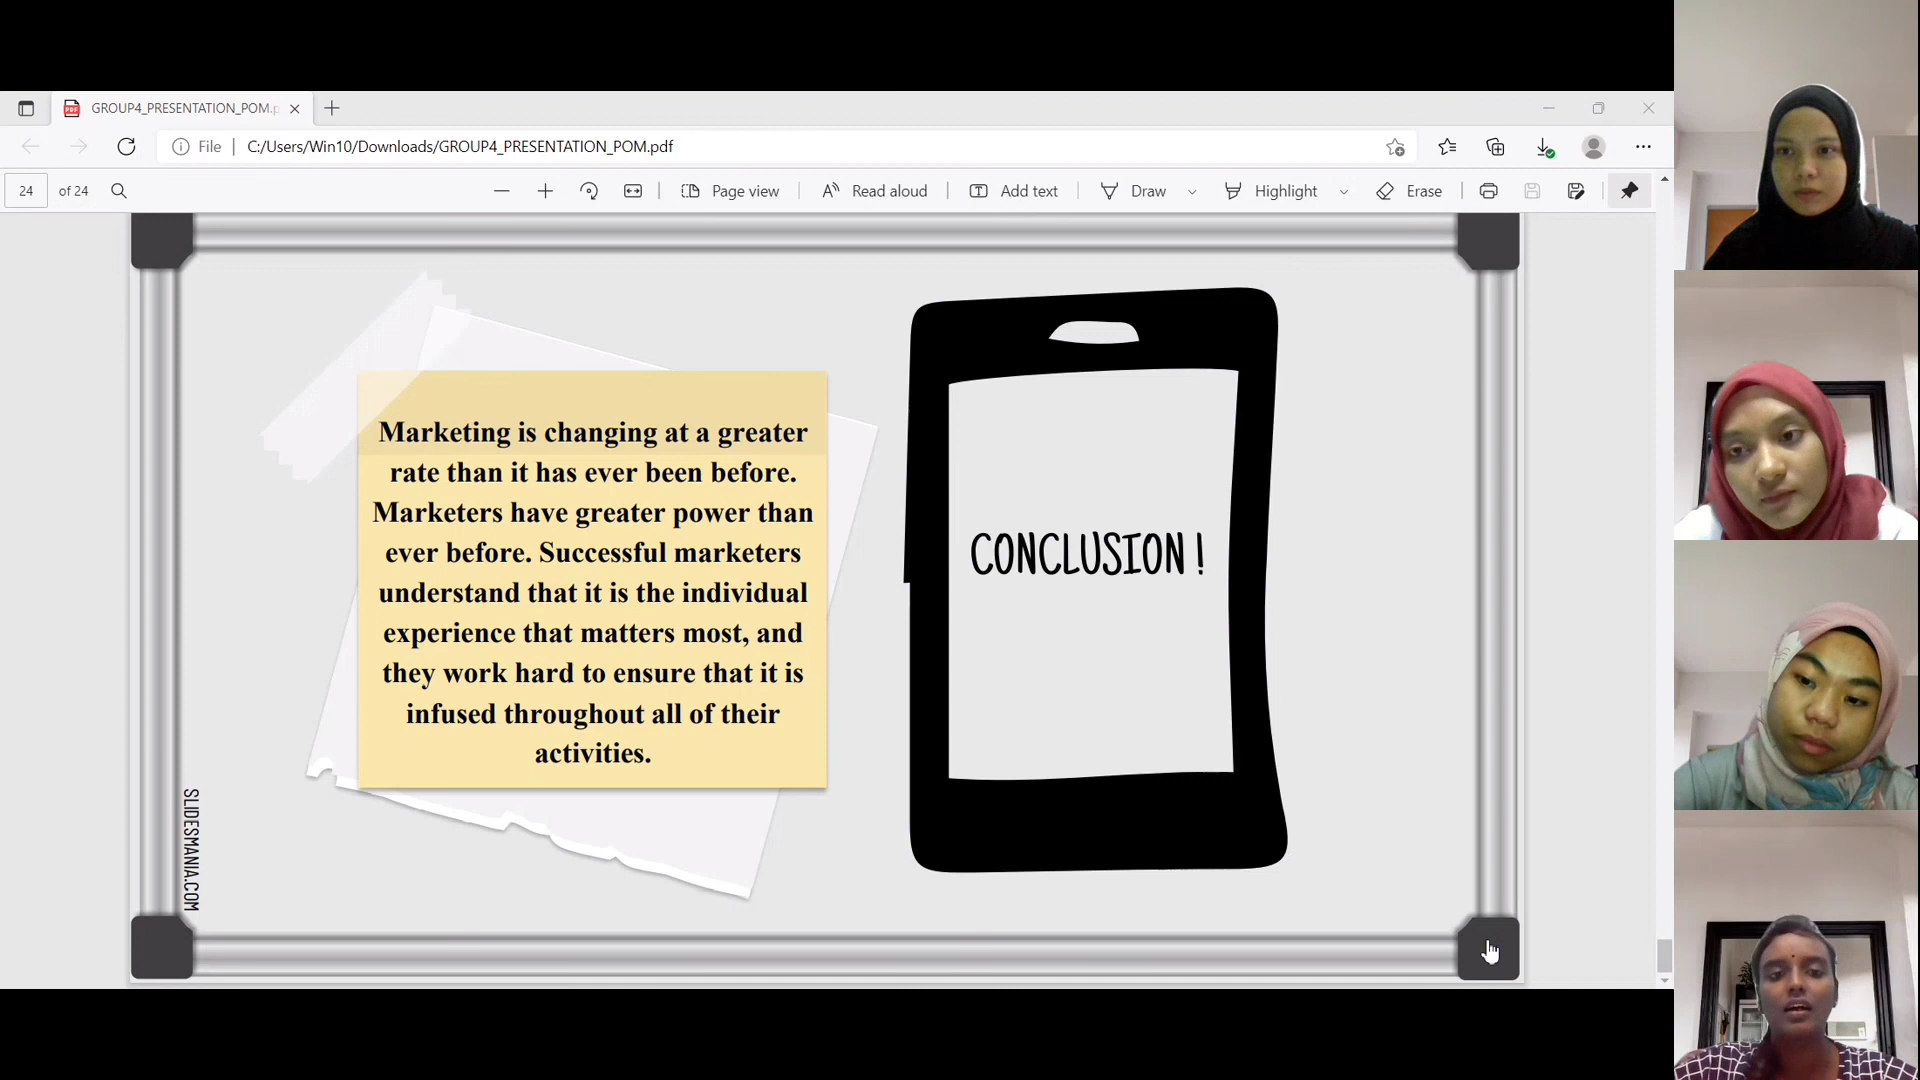 GROUP4_PRESENTATION_POM.p
File
C:/Users/Win10/Downloads/GROUP4_PRESENTATION_POM.pdf
24 of 24
Page view
Read aloud
Add text
Draw
Highlight
Erase
Marketing is changing at a greater
rate than it has ever been before.
Marketers have greater power than
ever before. Successful marketers
understand that it is the individual
experience that matters most, and
they work hard to ensure that it is
infused throughout all of their
activities.
CONCLUSION !
SLIDESMANIA.COM